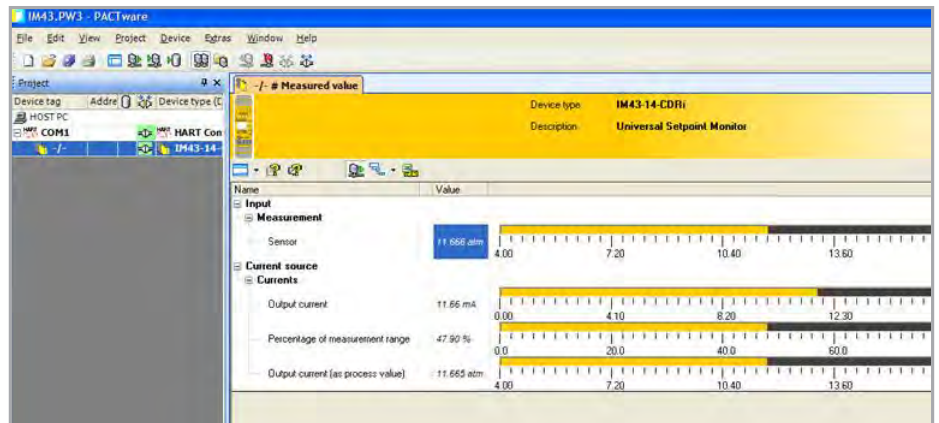 IM43.PW3 - PACTware
File Edit View Project Device Extras Window Help
Project
-/- # Measured value
Device tag Addre Device type (D
Device type IM43-14-CDRi
HOST PC
Description Universal Setpoint Monitor
COM1 HART Con
-/- IM43-14-
Name Value
Input
Measurement
Sensor 11.666 atm
4.00 7.20 10.40 13.60
Current source
Currents
Output current 11.66 mA
0.00 4.10 8.20 12.30
Percentage of measurement range 47.90 %
0.0 20.0 40.0 60.0
Output current (as process value) 11.665 atm
4.00 7.20 10.40 13.60